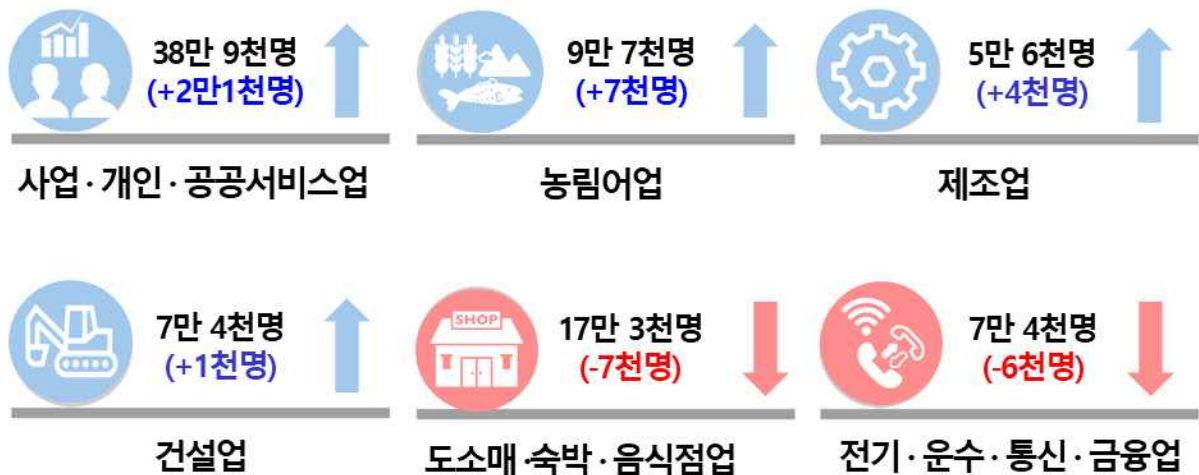 38만 9천명
(+2만1천명)
사업 · 개인 · 공공서비스업
9만 7천명
(+7천명)
농림어업
5만 6천명
(+4천명)
제조업
7만 4천명
(+1천명)
건설업
SHOP
17만 3천명
(-7천명)
도소매 ·숙박 · 음식점업
7만 4천명
(-6천명)
전기 · 운수 · 통신 · 금융업